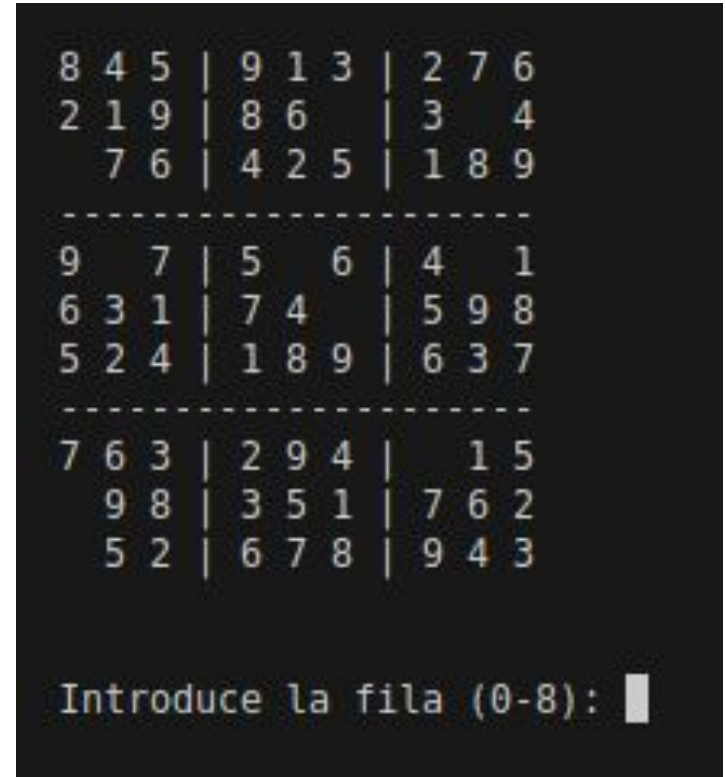 8 4 5 | 9 1 3 | 2 7 6
2 1 9 | 8 6   | 3   4
  7 6 | 4 2 5 | 1 8 9
---------------------
9   7 | 5   6 | 4   1
6 3 1 | 7 4   | 5 9 8
5 2 4 | 1 8 9 | 6 3 7
---------------------
7 6 3 | 2 9 4 |   1 5
  9 8 | 3 5 1 | 7 6 2
  5 2 | 6 7 8 | 9 4 3
Introduce la fila (0-8):